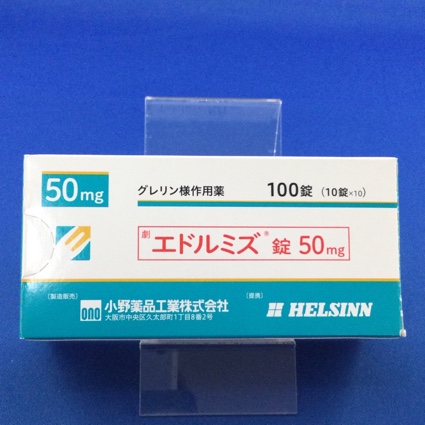 50mg
グレリン様作用薬
100錠 (10錠×10)
劇 エドルミズ® 錠 50mg
(製造販売)
ono 小野薬品工業株式会社
大阪市中央区久太郎町1丁目8番2号
(提携)
HELSINN